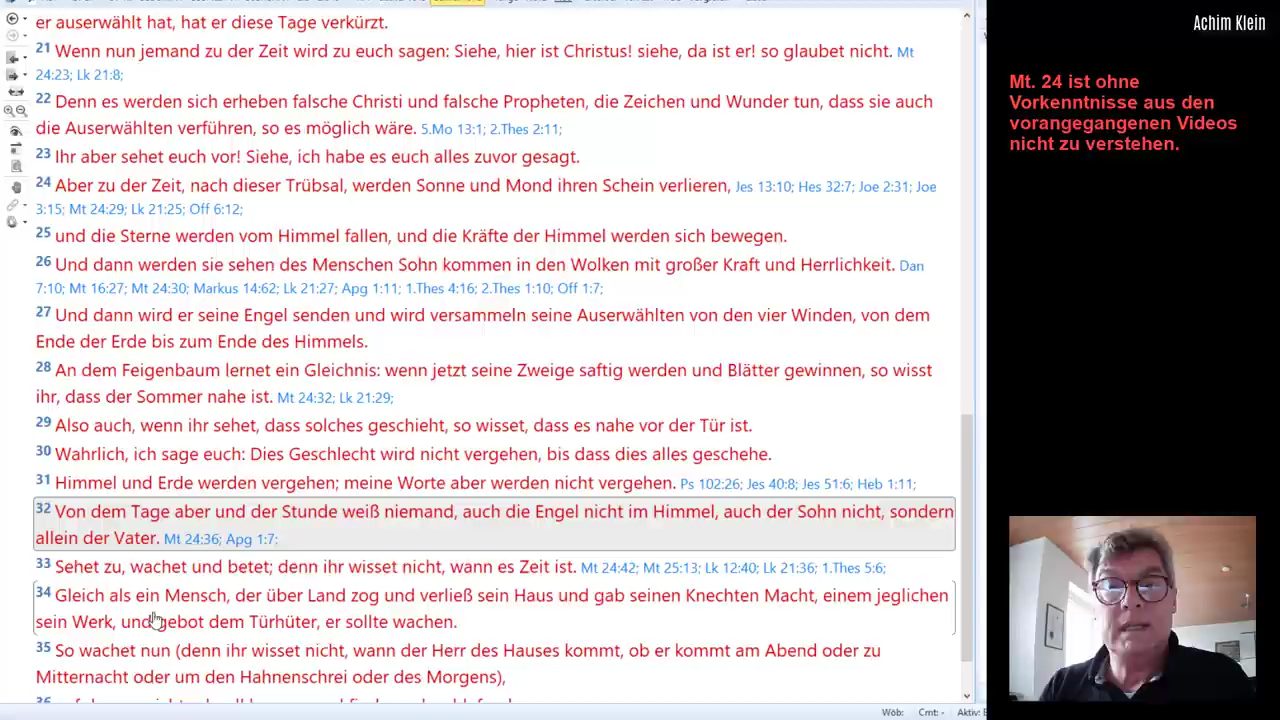 er auserwählt hat, hat er diese Tage verkürzt.
21 Wenn nun jemand zu der Zeit wird zu euch sagen: Siehe, hier ist Christus! siehe, da ist er! so glaubet nicht. Mt
24:23; Lk 21:8;
22 Denn es werden sich erheben falsche Christi und falsche Propheten, die Zeichen und Wunder tun, dass sie auch
die Auserwählten verführen, so es möglich wäre. 5.Mo 13:1; 2.Thes 2:11;
23 Ihr aber sehet euch vor! Siehe, ich habe es euch alles zuvor gesagt.
24 Aber zu der Zeit, nach dieser Trübsal, werden Sonne und Mond ihren Schein verlieren, Jes 13:10; Hes 32:7; Joe 2:31; Joe
3:15; Mt 24:29; Lk 21:25; Off 6:12;
25 und die Sterne werden vom Himmel fallen, und die Kräfte der Himmel werden sich bewegen.
26 Und dann werden sie sehen des Menschen Sohn kommen in den Wolken mit großer Kraft und Herrlichkeit. Dan
7:10; Mt 16:27; Mt 24:30; Markus 14:62; Lk 21:27; Apg 1:11; 1.Thes 4:16; 2.Thes 1:10; Off 1:7;
27 Und dann wird er seine Engel senden und wird versammeln seine Auserwählten von den vier Winden, von dem
Ende der Erde bis zum Ende des Himmels.
28 An dem Feigenbaum lernet ein Gleichnis: wenn jetzt seine Zweige saftig werden und Blätter gewinnen, so wisst
ihr, dass der Sommer nahe ist. Mt 24:32; Lk 21:29;
29 Also auch, wenn ihr sehet, dass solches geschieht, so wisset, dass es nahe vor der Tür ist.
30 Wahrlich, ich sage euch: Dies Geschlecht wird nicht vergehen, bis dass dies alles geschehe.
31 Himmel und Erde werden vergehen; meine Worte aber werden nicht vergehen. Ps 102:26; Jes 40:8; Jes 51:6; Heb 1:11;
32 Von dem Tage aber und der Stunde weiß niemand, auch die Engel nicht im Himmel, auch der Sohn nicht, sondern
allein der Vater. Mt 24:36; Apg 1:7;
33 Sehet zu, wachet und betet; denn ihr wisset nicht, wann es Zeit ist. Mt 24:42; Mt 25:13; Lk 12:40; Lk 21:36; 1.Thes 5:6;
34 Gleich als ein Mensch, der über Land zog und verließ sein Haus und gab seinen Knechten Macht, einem jeglichen
sein Werk, und gebot dem Türhüter, er sollte wachen.
35 So wachet nun (denn ihr wisset nicht, wann der Herr des Hauses kommt, ob er kommt am Abend oder zu
Mitternacht oder um den Hahnenschrei oder des Morgens),
Wöb: Cmt: - Aktiv:
Achim Klein
Mt. 24 ist ohne
Vorkenntnisse aus den
vorangegangenen Videos
nicht zu verstehen.